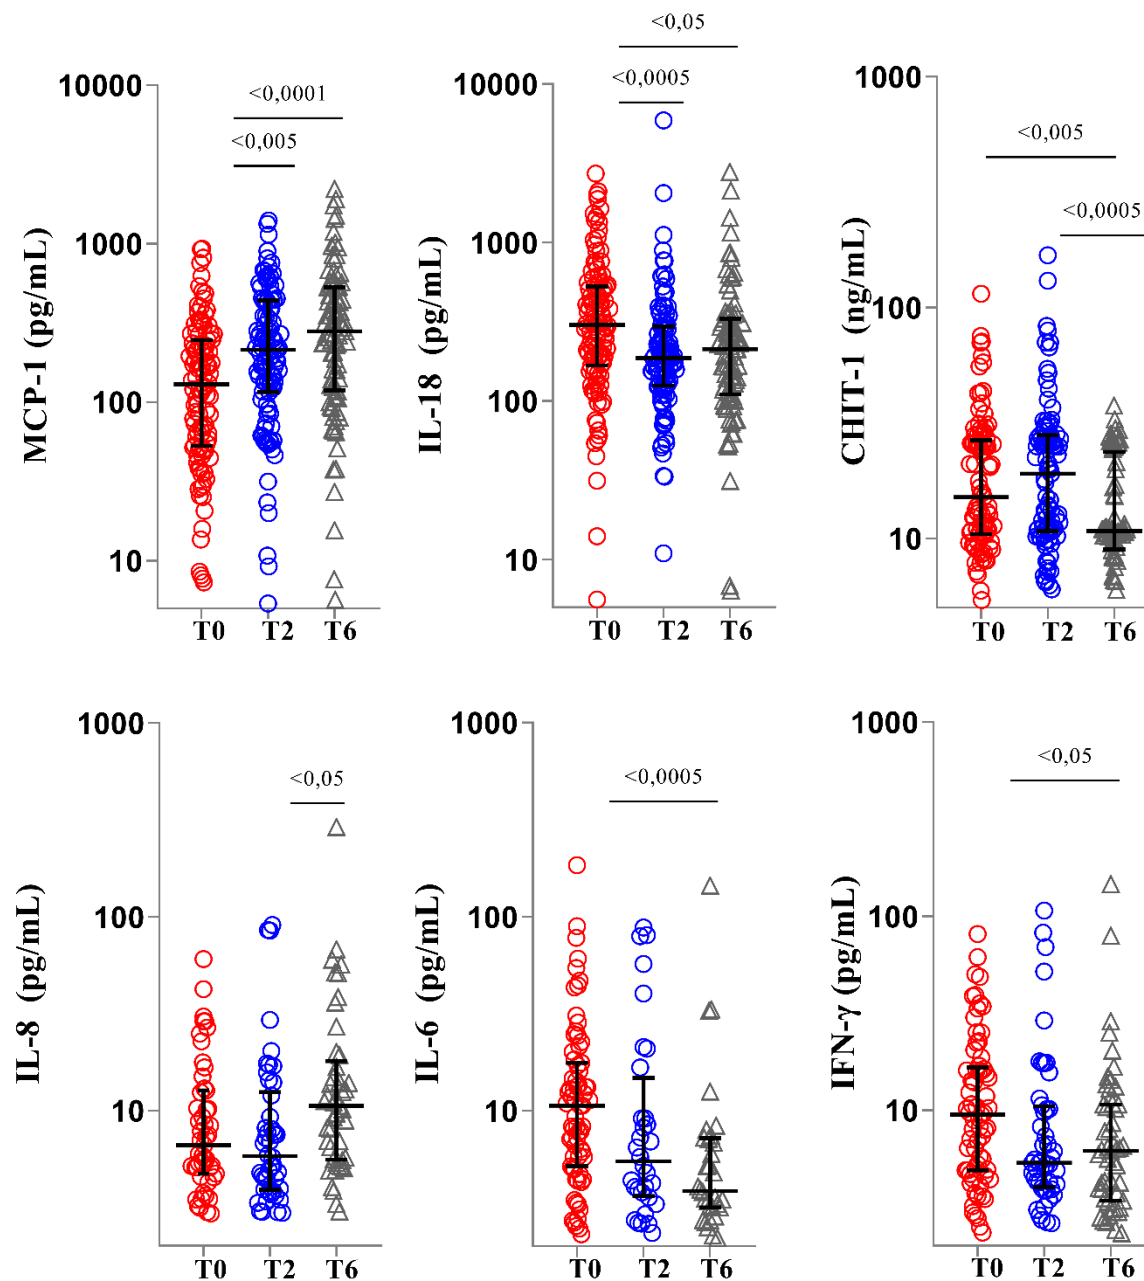 MCP-1 (pg/mL)
10000
1000
100
10
<0,0001
<0,005
T0 T2 T6
IL-18 (pg/mL)
10000
1000
100
10
<0,05
<0,0005
T0 T2 T6
CHIT-1 (ng/mL)
1000
100
10
<0,005
<0,0005
T0 T2 T6
IL-8 (pg/mL)
1000
100
10
<0,05
T0 T2 T6
IL-6 (pg/mL)
1000
100
10
<0,0005
T0 T2 T6
IFN-γ (pg/mL)
1000
100
10
<0,05
T0 T2 T6